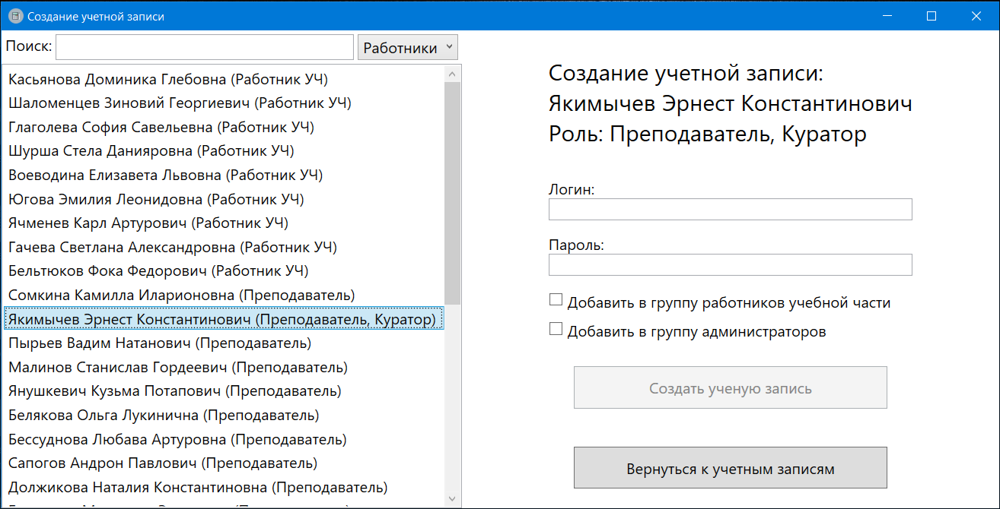 Создание учетной записи
Поиск:
Работники
Касьянова Доминика Глебовна (Работник УЧ)
Шаломенцев Зиновий Георгиевич (Работник УЧ)
Глаголева София Савельевна (Работник УЧ)
Шурша Стела Данияровна (Работник УЧ)
Воеводина Елизавета Львовна (Работник УЧ)
Югова Эмилия Леонидовна (Работник УЧ)
Ячменев Карл Артурович (Работник УЧ)
Гачева Светлана Александровна (Работник УЧ)
Бельтюков Фока Федорович (Работник УЧ)
Сомкина Камилла Иларионовна (Преподаватель)
Якимычев Эрнест Константинович (Преподаватель, Куратор)
Пырьев Вадим Натанович (Преподаватель)
Малинов Станислав Гордеевич (Преподаватель)
Янушкевич Кузьма Потапович (Преподаватель)
Белякова Ольга Лукинична (Преподаватель)
Бессуднова Любава Артуровна (Преподаватель)
Сапогов Андрон Павлович (Преподаватель)
Должикова Наталия Константиновна (Преподаватель)
Создание учетной записи:
Якимычев Эрнест Константинович
Роль: Преподаватель, Куратор
Логин:
Пароль:
Добавить в группу работников учебной части
Добавить в группу администраторов
Создать ученую запись
Вернуться к учетным записям